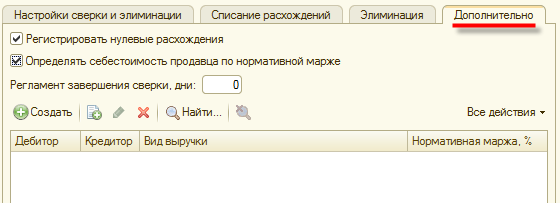 Настройки сверки и элиминации Списание расхождений Элиминация Дополнительно
Регистрировать нулевые расхождения
Определять себестоимость продавца по нормативной марже
Регламент завершения сверки, дни: 0
Создать Найти... Все действия
Дебитор Кредитор Вид выручки Нормативная маржа, %